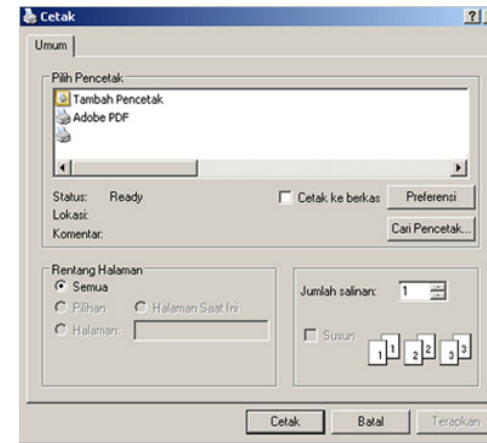 Cetak
Umum
Pilih Pencetak
Tambah Pencetak
Adobe PDF
Status: Ready
Cetak ke berkas
Preferensi
Lokasi:
Komentar:
Cari Pencetak...
Rentang Halaman
Semua
Pilihan
Halaman Saat Ini
Halaman:
Jumlah salinan: 1
Susun
1 1 2 2 3 3
Cetak
Batal
Terapkan